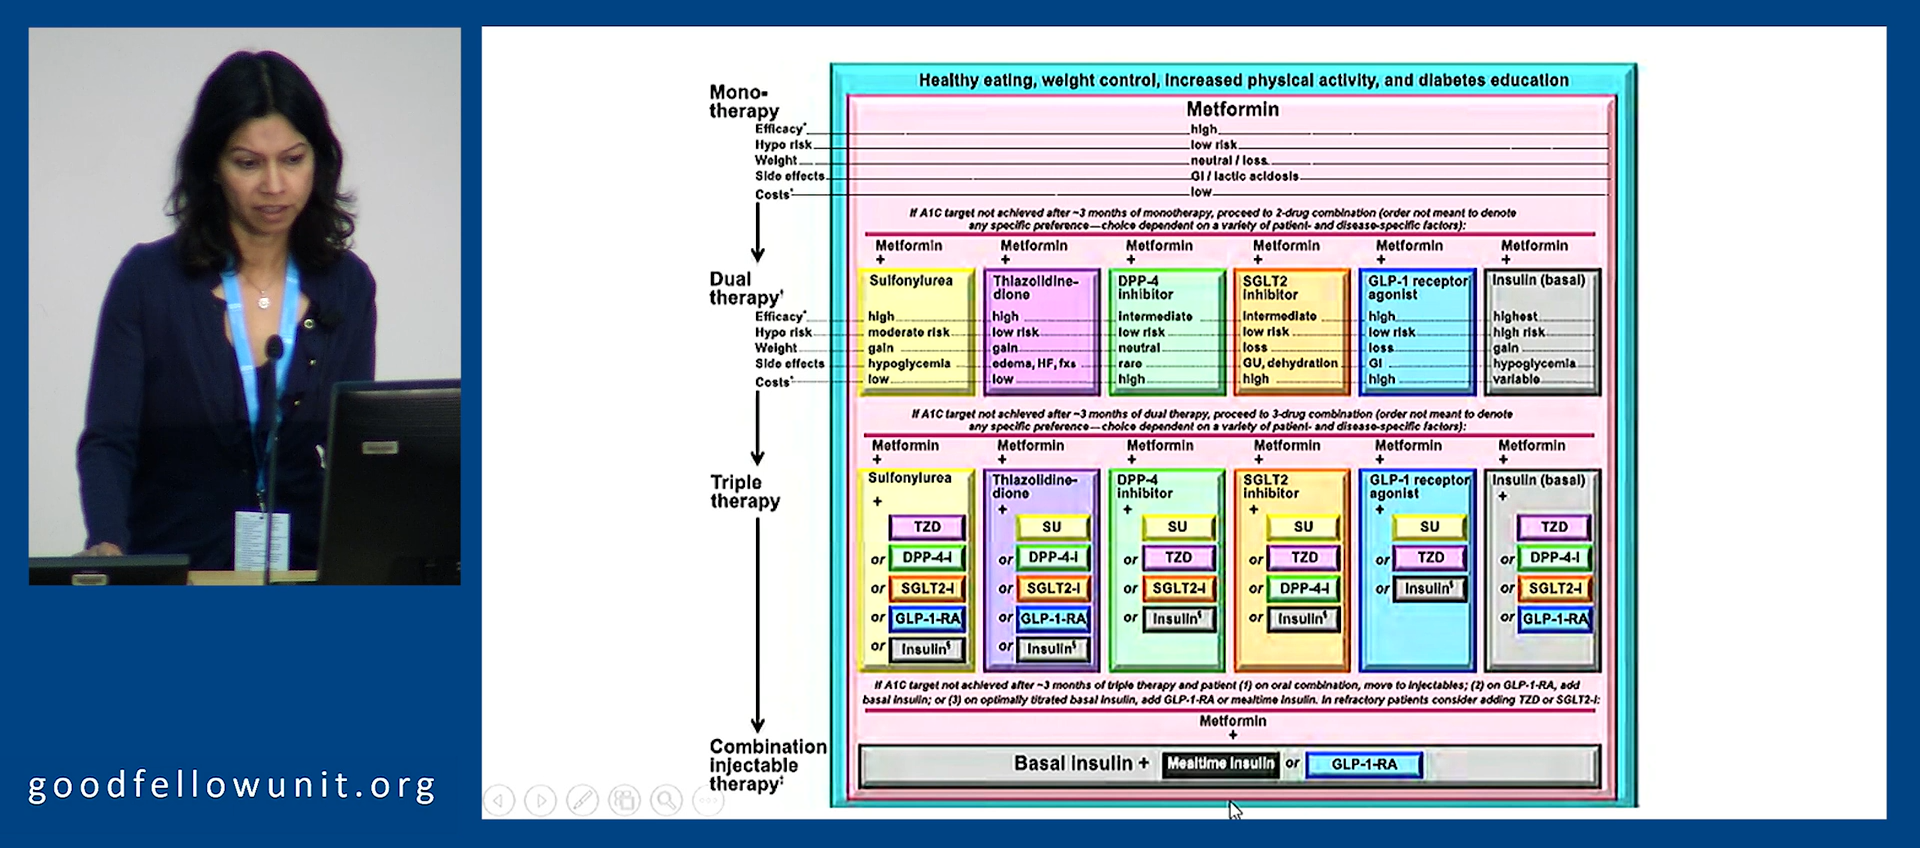 Healthy eating, weight control, increased physical activity, and diabetes education
Mono-
therapy
Metformin
Efficacy* high
Hypo risk low risk
Weight neutral / loss
Side effects GI / lactic acidosis
Costs* low
If A1C target not achieved after ~3 months of monotherapy, proceed to 2-drug combination (order not meant to denote
any specific preference—choice dependent on a variety of patient- and disease-specific factors):
Metformin Metformin Metformin Metformin Metformin Metformin
+ + + + + +
Dual
therapy†
Sulfonylurea Thiazolidine- DPP-4 SGLT2 GLP-1 receptor Insulin (basal)
dione inhibitor inhibitor agonist
Efficacy* high high intermediate intermediate high highest
Hypo risk moderate risk low risk low risk low risk low risk high risk
Weight gain gain neutral loss loss gain
Side effects hypoglycemia edema, HF, fxs rare GU, dehydration GI hypoglycemia
Costs* low low high high high variable
If A1C target not achieved after ~3 months of dual therapy, proceed to 3-drug combination (order not meant to denote
any specific preference—choice dependent on a variety of patient- and disease-specific factors):
Metformin Metformin Metformin Metformin Metformin Metformin
+ + + + + +
Triple
therapy
Sulfonylurea Thiazolidine- DPP-4 SGLT2 GLP-1 receptor Insulin (basal)
dione inhibitor inhibitor agonist
+ + + + + +
TZD SU SU SU SU TZD
or DPP-4-I or DPP-4-I or TZD or TZD or TZD or DPP-4-I
or SGLT2-I or SGLT2-I or SGLT2-I or DPP-4-I or Insulin§ or SGLT2-I
or GLP-1-RA or GLP-1-RA or Insulin§ or Insulin§ or GLP-1-RA
or Insulin§ or Insulin§
If A1C target not achieved after ~3 months of triple therapy and patient (1) on oral combination, move to injectables; (2) on GLP-1-RA, add
basal insulin; or (3) on optimally titrated basal insulin, add GLP-1-RA or mealtime insulin. In refractory patients consider adding TZD or SGLT2-I:
Metformin
+
Combination
injectable
therapy‡
Basal insulin + Mealtime Insulin or GLP-1-RA
goodfellowunit.org